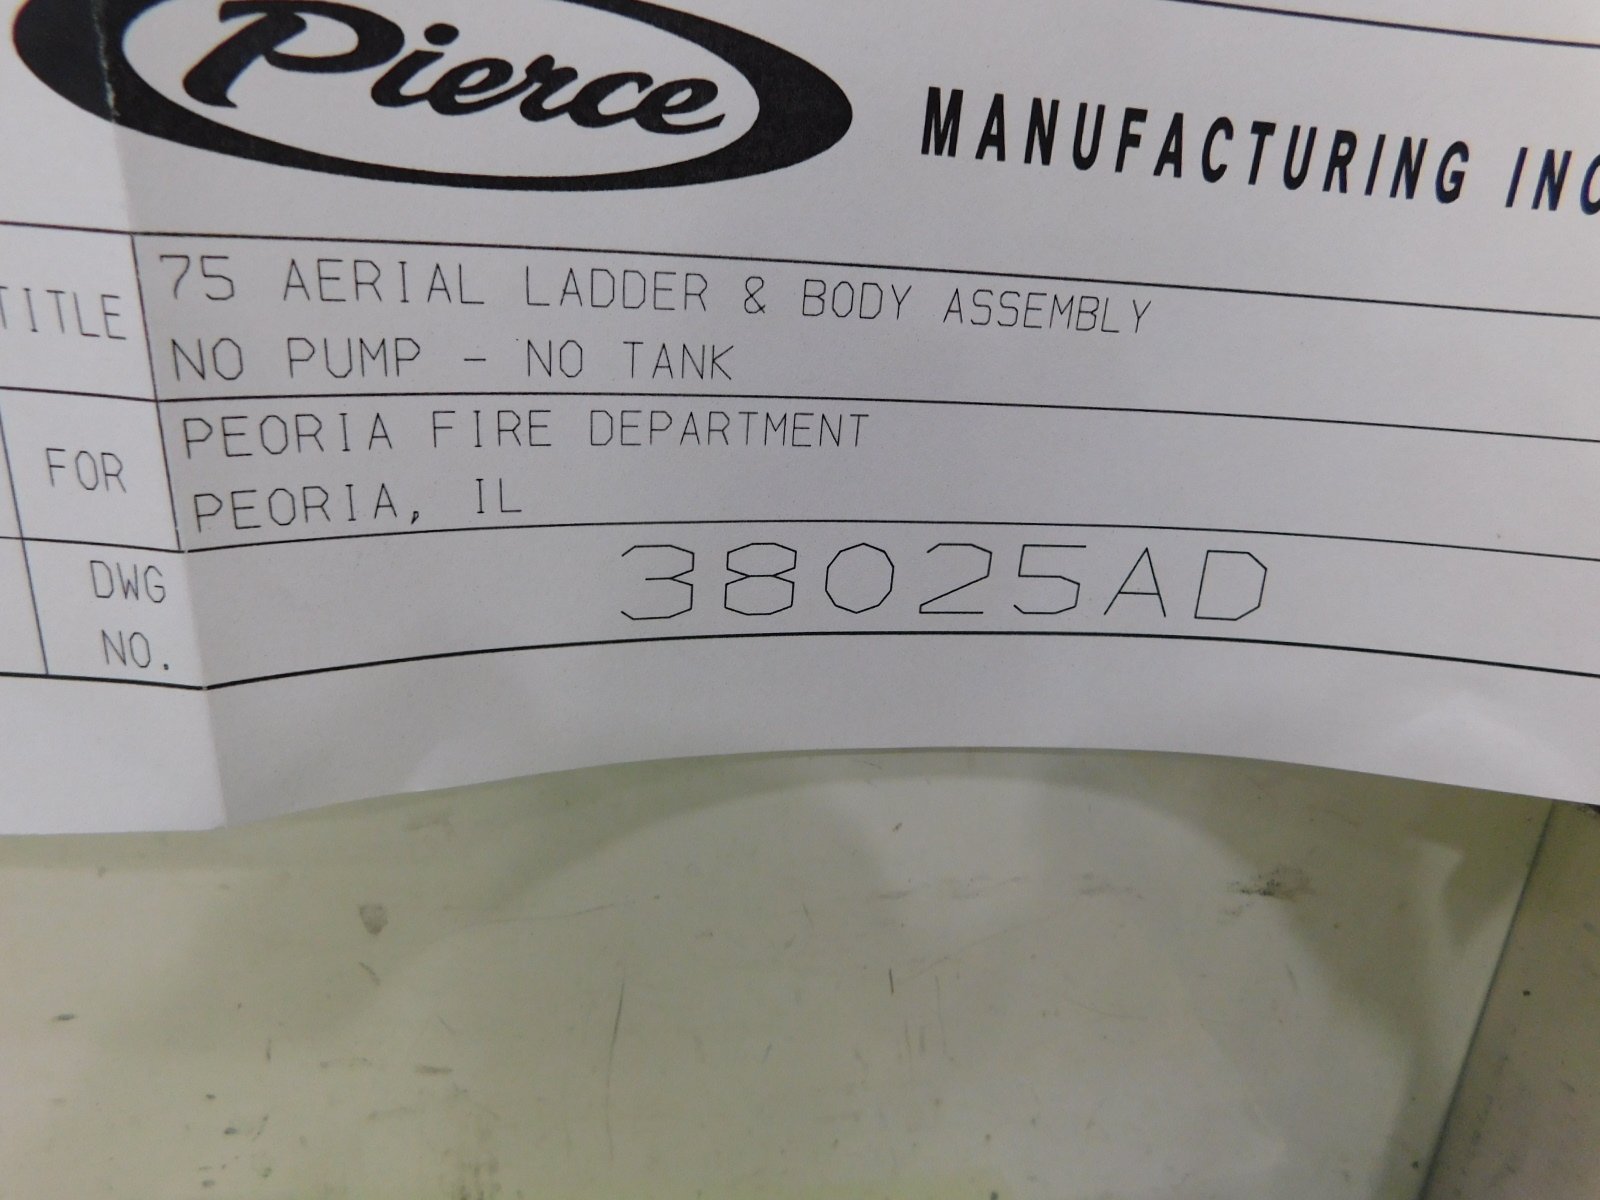 Pierce MANUFACTURING INC
TITLE 75 AERIAL LADDER & BODY ASSEMBLY
NO PUMP - NO TANK
FOR PEORIA FIRE DEPARTMENT
PEORIA, IL
DWG NO. 38025AD